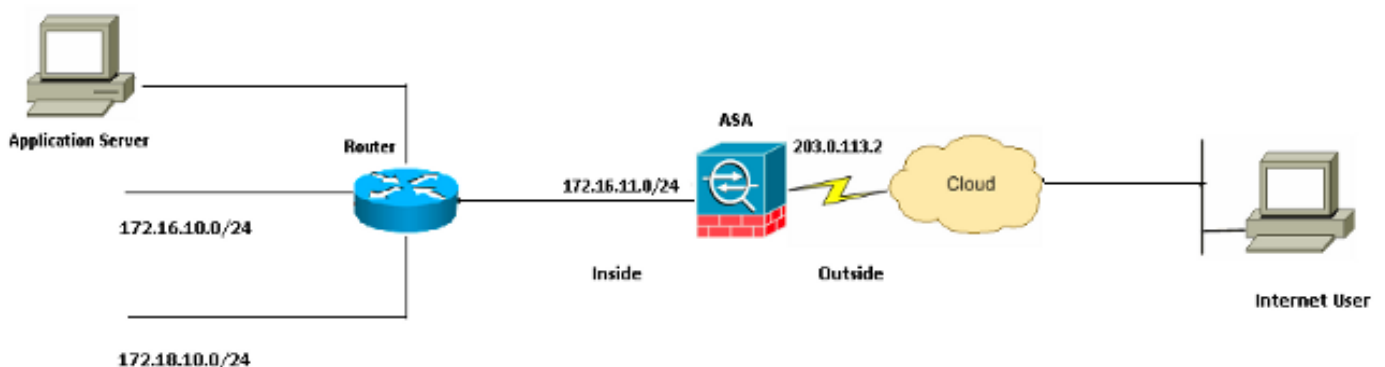 Application Server
Router
172.16.10.0/24
172.18.10.0/24
172.16.11.0/24
Inside
ASA
203.0.113.2
Outside
Cloud
Internet User